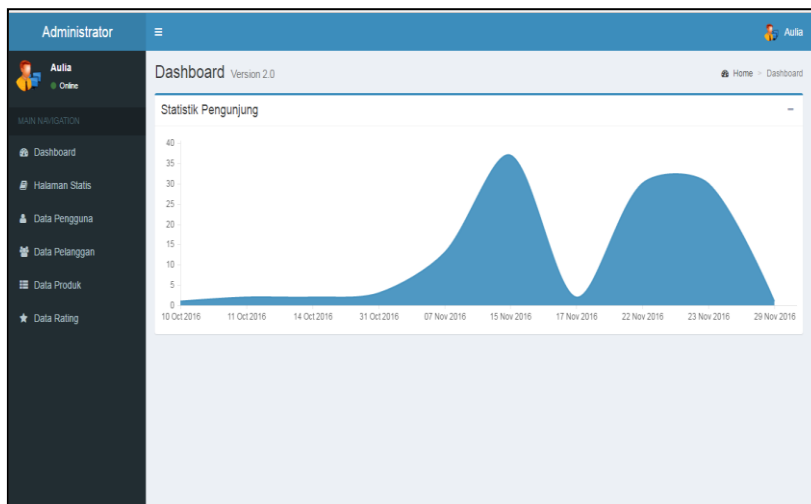 Administrator
Aulia
Aulia
Online
MAIN NAVIGATION
Dashboard
Halaman Statis
Data Pengguna
Data Pelanggan
Data Produk
Data Rating
Dashboard Version 2.0
Home > Dashboard
Statistik Pengunjung
40
35
30
25
20
15
10
5
0
10 Oct 2016 11 Oct 2016 14 Oct 2016 31 Oct 2016 07 Nov 2016 15 Nov 2016 17 Nov 2016 22 Nov 2016 23 Nov 2016 29 Nov 2016